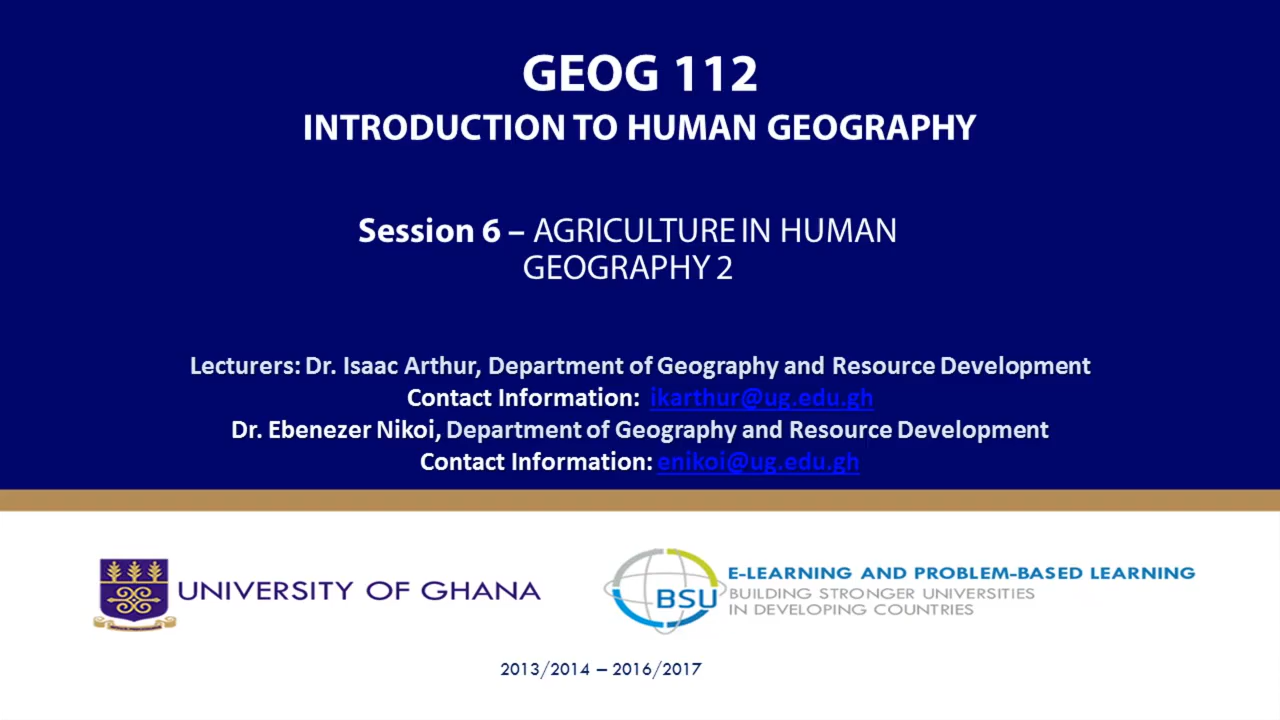 GEOG 112
INTRODUCTION TO HUMAN GEOGRAPHY
Session 6 – AGRICULTURE IN HUMAN
GEOGRAPHY 2
Lecturers: Dr. Isaac Arthur, Department of Geography and Resource Development
Contact Information: ikarthur@ug.edu.gh
Dr. Ebenezer Nikoi, Department of Geography and Resource Development
Contact Information: enikoi@ug.edu.gh
UNIVERSITY OF GHANA
BSU
E-LEARNING AND PROBLEM-BASED LEARNING
BUILDING STRONGER UNIVERSITIES
IN DEVELOPING COUNTRIES
2013/2014 – 2016/2017